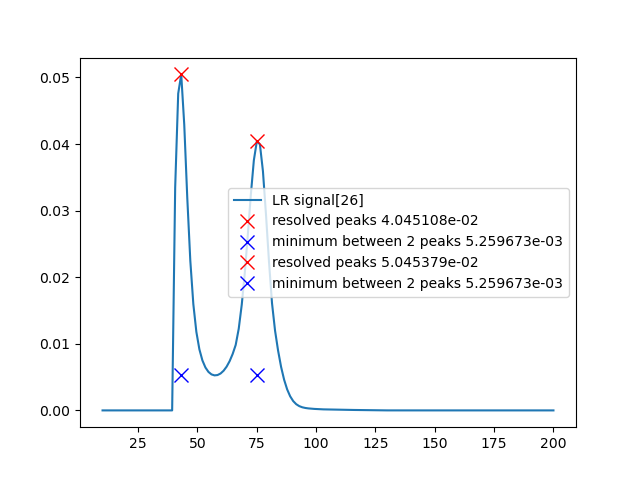 0.05
0.04
0.03
0.02
0.01
0.00
LR signal[26]
resolved peaks 4.045108e-02
minimum between 2 peaks 5.259673e-03
resolved peaks 5.045379e-02
minimum between 2 peaks 5.259673e-03
25 50 75 100 125 150 175 200